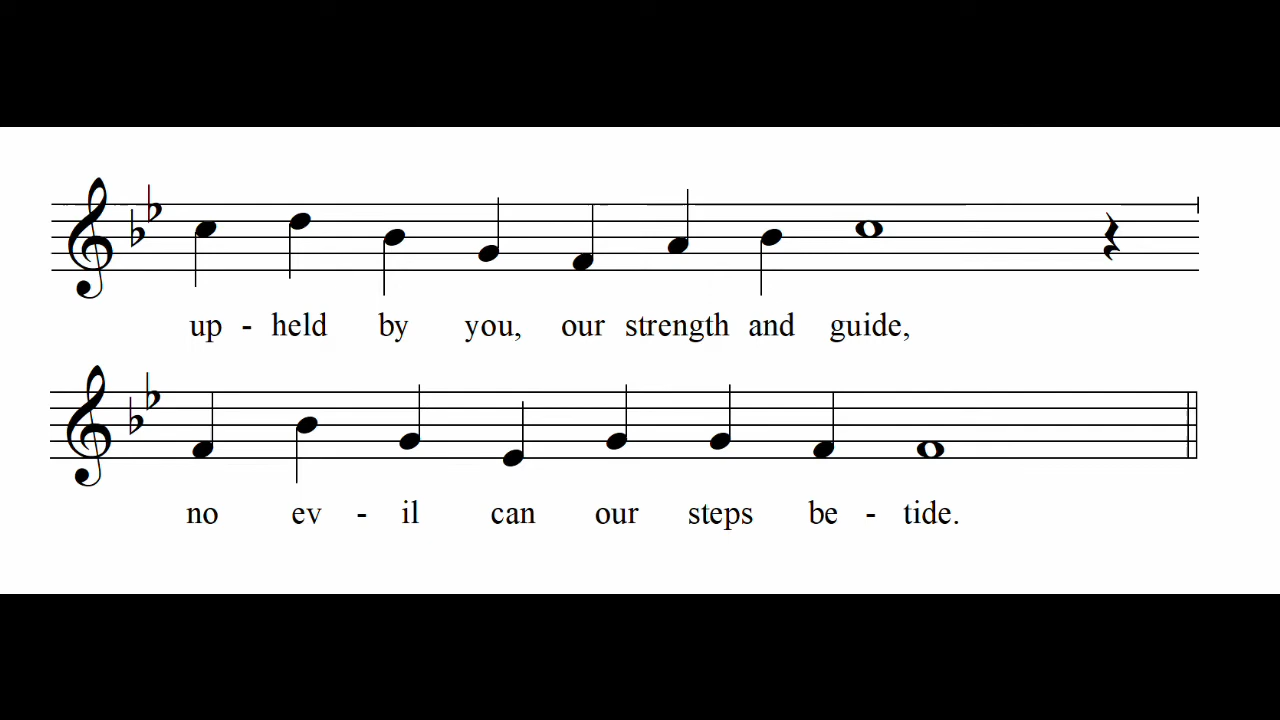 up - held by you, our strength and guide,
no ev - il can our steps be - tide.